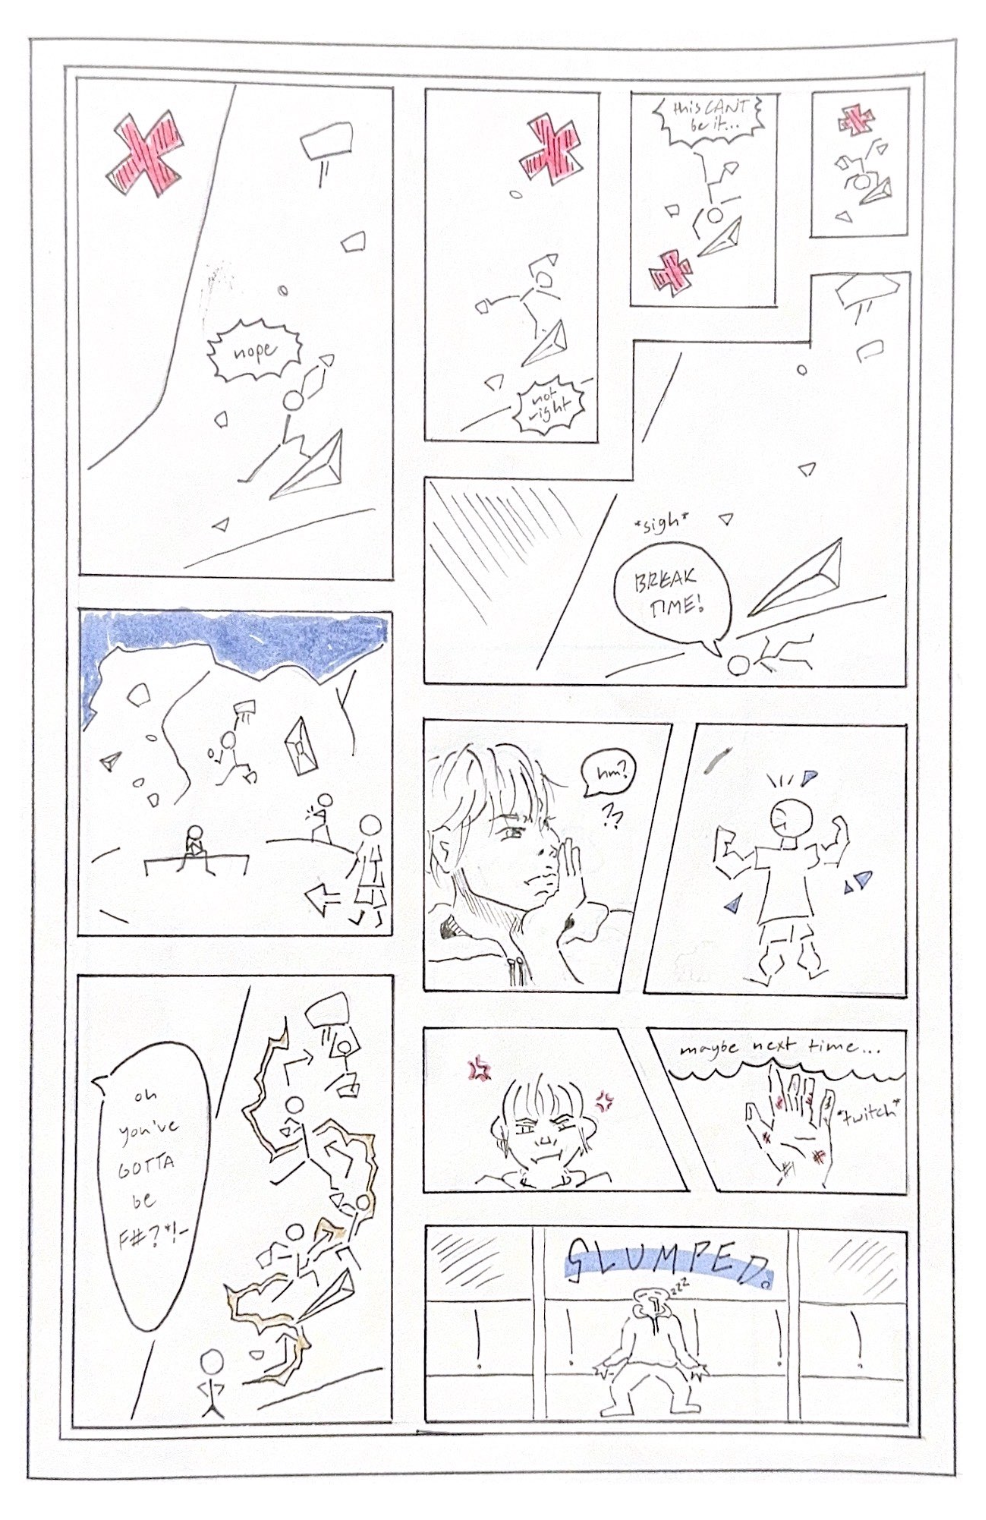 nope
not
right
this CANT
be it...
*sigh*
BREAK
TIME!
hm?
??
oh
you've
GOTTA
be
F#?*!-
maybe next time...
*twitch*
SLUMPED.
zzz